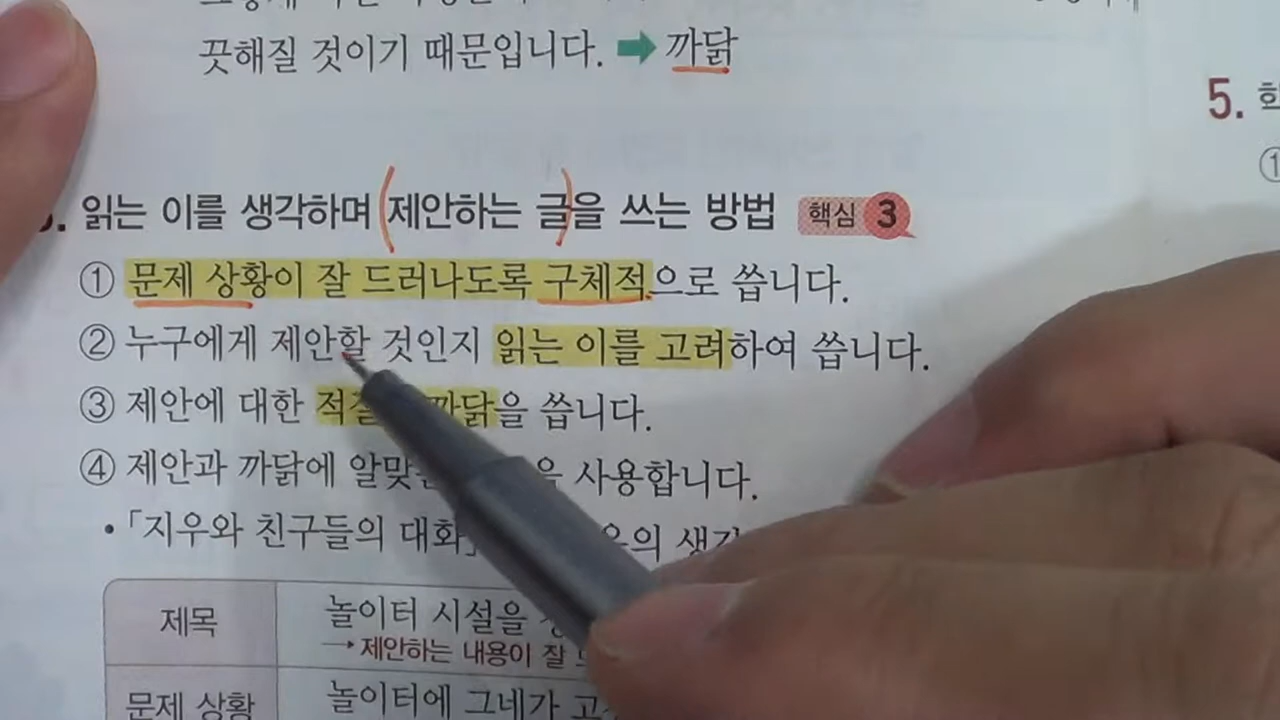 끗해질 것이기 때문입니다. ➡ 까닭
5.
①
읽는 이를 생각하며 (제안하는 글)을 쓰는 방법 핵심 3
① 문제 상황이 잘 드러나도록 구체적으로 씁니다.
② 누구에게 제안할 것인지 읽는 이를 고려하여 씁니다.
③ 제안에 대한 까닭을 씁니다.
④ 제안과 까닭에 사용합니다.
• 「지우와 친구들의 대화」
제목 놀이터 시설을
→ 제안하는 내용이 잘
문제 상황 놀이터에 그네가